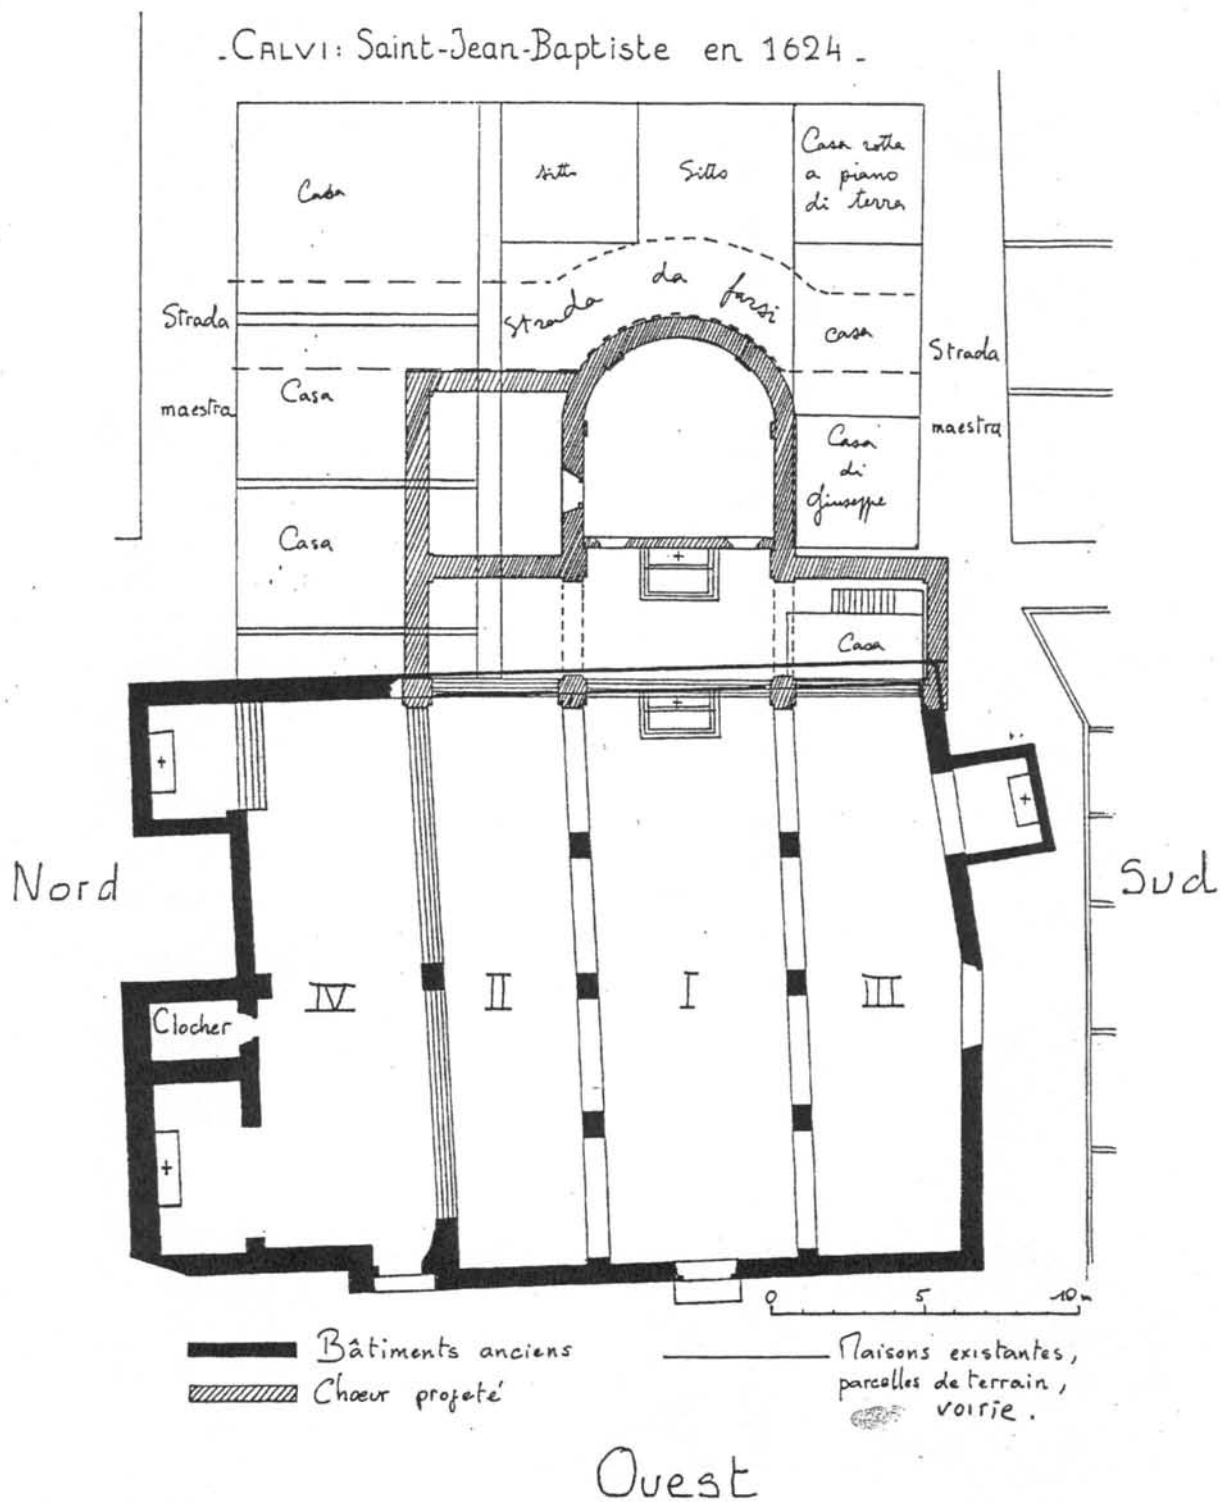 - CALVI: Saint-Jean-Baptiste en 1624 -
Casa
sitto
Sitto
Casa rotta
a piano
di terra
Strada da farsi
Strada
maestra
casa
Strada
maestra
Casa
Casa
di
Giuseppe
Casa
Casa
Nord
Sud
IV
II
I
III
Clocher
0 5 10 m
Bâtiments anciens
Chœur projeté
Maisons existantes,
parcelles de terrain,
voirie.
Ouest